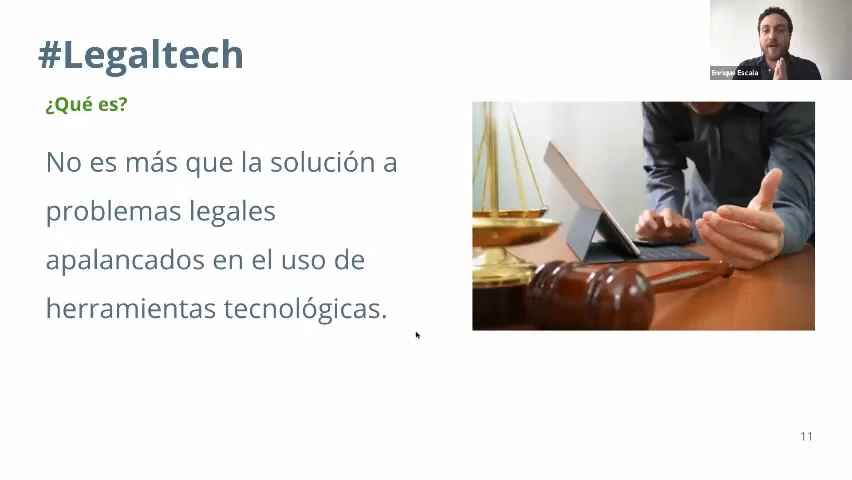 #Legaltech
Enrique Escala
¿Qué es?
No es más que la solución a
problemas legales
apalancados en el uso de
herramientas tecnológicas.
11